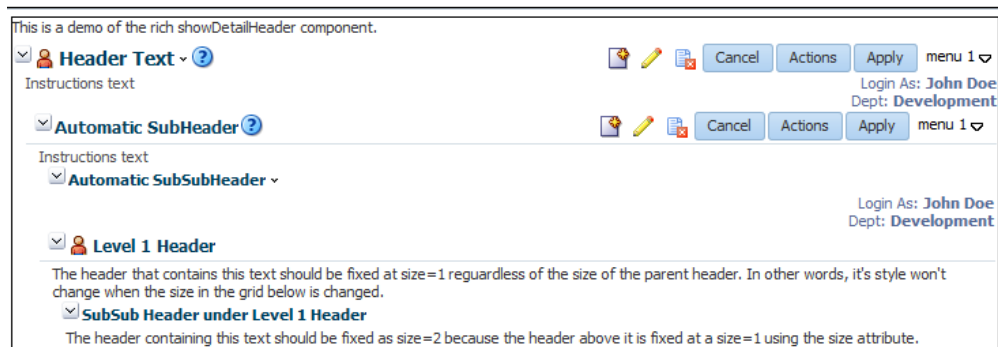 This is a demo of the rich showDetailHeader component.
Header Text ? Cancel Actions Apply menu 1
Instructions text Login As: John Doe
Dept: Development
Automatic SubHeader ? Cancel Actions Apply menu 1
Instructions text
Automatic SubSubHeader
Login As: John Doe
Dept: Development
Level 1 Header
The header that contains this text should be fixed at size=1 reguardless of the size of the parent header. In other words, it's style won't
change when the size in the grid below is changed.
SubSub Header under Level 1 Header
The header containing this text should be fixed as size=2 because the header above it is fixed at a size=1 using the size attribute.